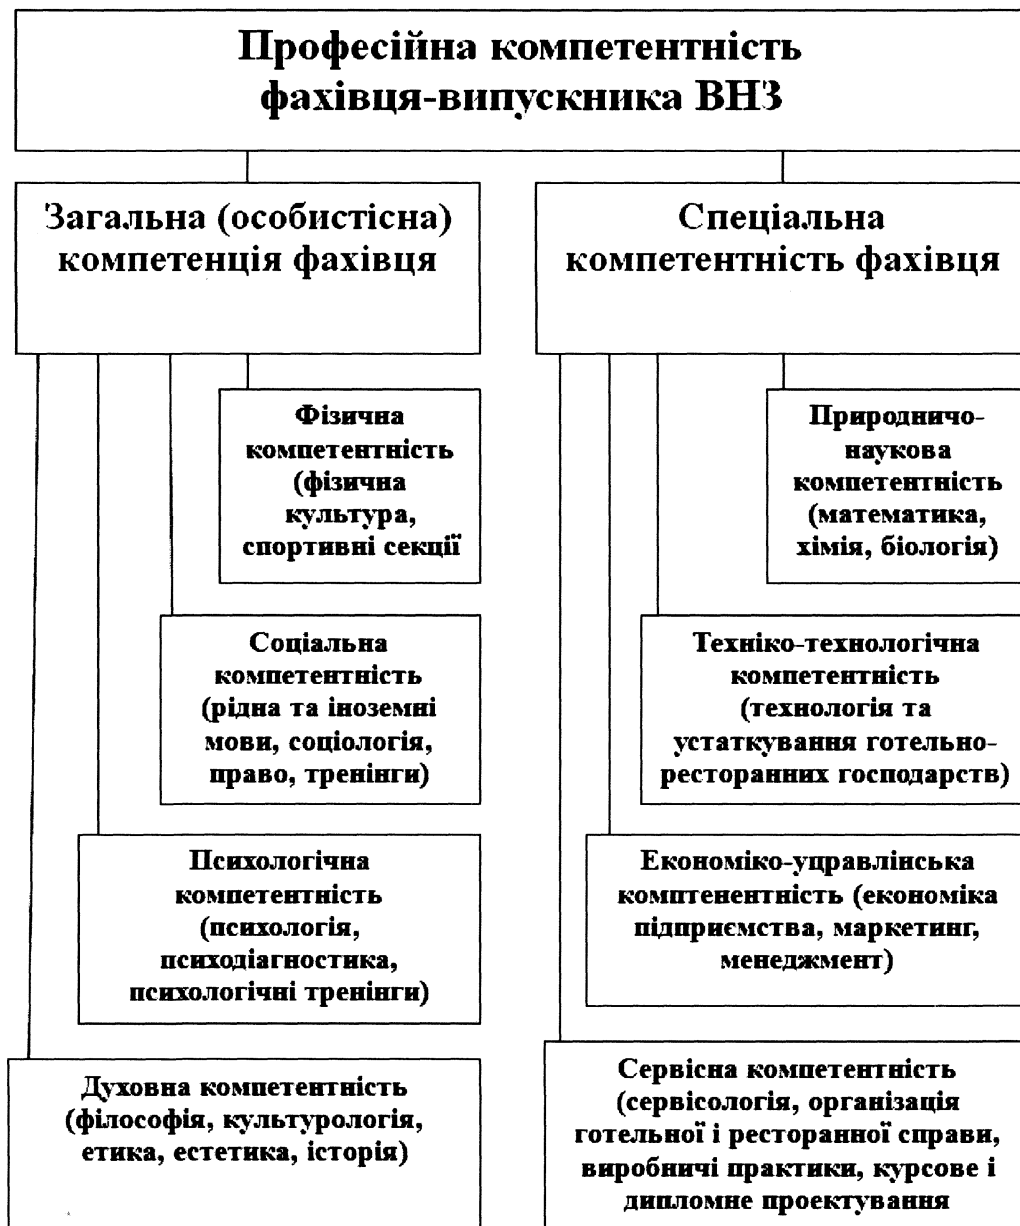 Професійна компетентність
фахівця-випускника ВНЗ
Загальна (особистісна)
компетенція фахівця
Спеціальна
компетентність фахівця
Фізична
компетентність
(фізична
культура,
спортивні секції
Природничо-
наукова
компетентність
(математика,
хімія, біологія)
Соціальна
компетентність
(рідна та іноземні
мови, соціологія,
право, тренінги)
Техніко-технологічна
компетентність
(технологія та
устаткування готельно-
ресторанних господарств)
Психологічна
компетентність
(психологія,
психодіагностика,
психологічні тренінги)
Економіко-управлінська
комптенентність (економіка
підприємства, маркетинг,
менеджмент)
Духовна компетентність
(філософія, культурологія,
етика, естетика, історія)
Сервісна компетентність
(сервісологія, організація
готельної і ресторанної справи,
виробничі практики, курсове і
дипломне проектування